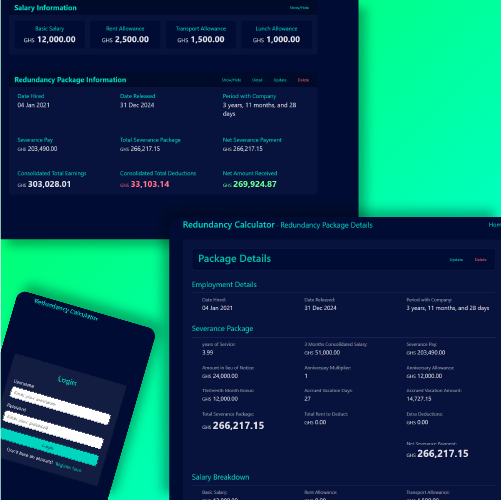 Salary Information
Show/Hide
Basic Salary Rent Allowance Transport Allowance Lunch Allowance
GHS 12,000.00 GHS 2,500.00 GHS 1,500.00 GHS 1,000.00
Redundancy Package Information
Show/Hide Detail Update Delete
Date Hired Date Released Period with Company
04 Jan 2021 31 Dec 2024 3 years, 11 months, and 28
days
Severance Pay Total Severance Package Net Severance Payment
GHS 203,490.00 GHS 266,217.15 GHS 266,217.15
Consolidated Total Earnings Consolidated Total Deductions Net Amount Received
GHS 303,028.01 GHS 33,103.14 GHS 269,924.87
Redundancy Calculator - Redundancy Package Details
Package Details
Update Delete
Employment Details
Date Hired: Date Released: Period with Company:
04 Jan 2021 31 Dec 2024 3 years, 11 months, and 28 days
Severance Package
years of Service: 3 Months Consolidated Salary: Severance Pay:
3.99 GHS 51,000.00 GHS 203,490.00
Amount in lieu of Notice: Anniversary Multiplier: Anniversary Allowance:
GHS 24,000.00 1 GHS 12,000.00
Thirteenth Month Bonus: Accrued Vacation Days: Accrued Vacation Amount:
GHS 12,000.00 27 14,727.15
Total Severance Package: Total Rent to Deduct: Extra Deductions:
GHS 266,217.15 GHS 0.00 GHS 0.00
Net Severance Payment:
GHS 266,217.15
Salary Breakdown
Basic Salary: Rent Allowance: Transport Allowance:
Redundancy Calculator
Login
Username
Enter your username
Password
Enter your password
Login
Don't have an account? Register here